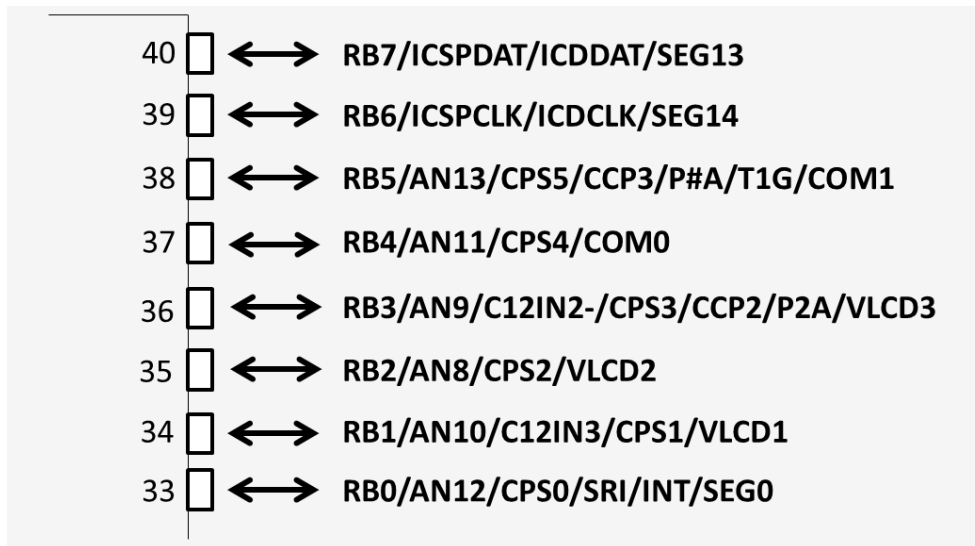 40 RB7/ICSPDAT/ICDDAT/SEG13
39 RB6/ICSPCLK/ICDCLK/SEG14
38 RB5/AN13/CPS5/CCP3/P#A/T1G/COM1
37 RB4/AN11/CPS4/COM0
36 RB3/AN9/C12IN2-/CPS3/CCP2/P2A/VLCD3
35 RB2/AN8/CPS2/VLCD2
34 RB1/AN10/C12IN3/CPS1/VLCD1
33 RB0/AN12/CPS0/SRI/INT/SEG0